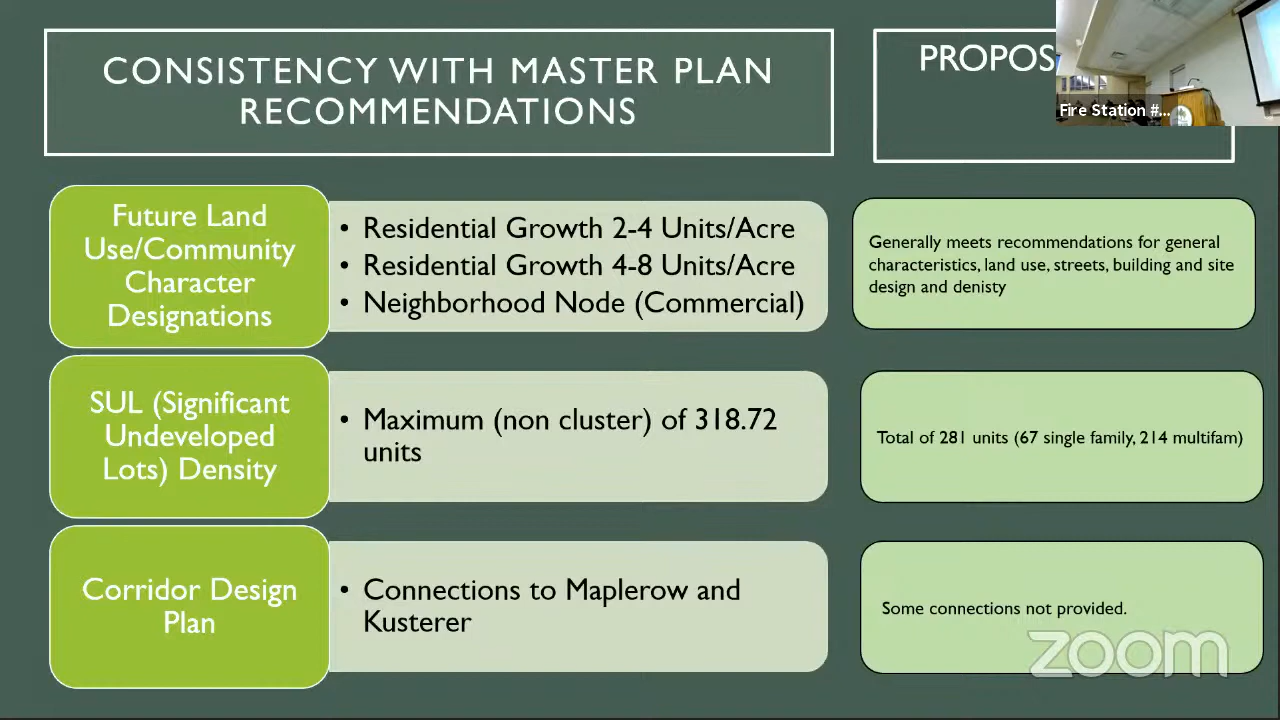 CONSISTENCY WITH MASTER PLAN
RECOMMENDATIONS
PROPOS
Fire Station #...
Future Land
Use/Community
Character
Designations
• Residential Growth 2-4 Units/Acre
• Residential Growth 4-8 Units/Acre
• Neighborhood Node (Commercial)
Generally meets recommendations for general
characteristics, land use, streets, building and site
design and denisty
SUL (Significant
Undeveloped
Lots) Density
• Maximum (non cluster) of 318.72
units
Total of 281 units (67 single family, 214 multifam)
Corridor Design
Plan
• Connections to Maplerow and
Kusterer
Some connections not provided.
zoom